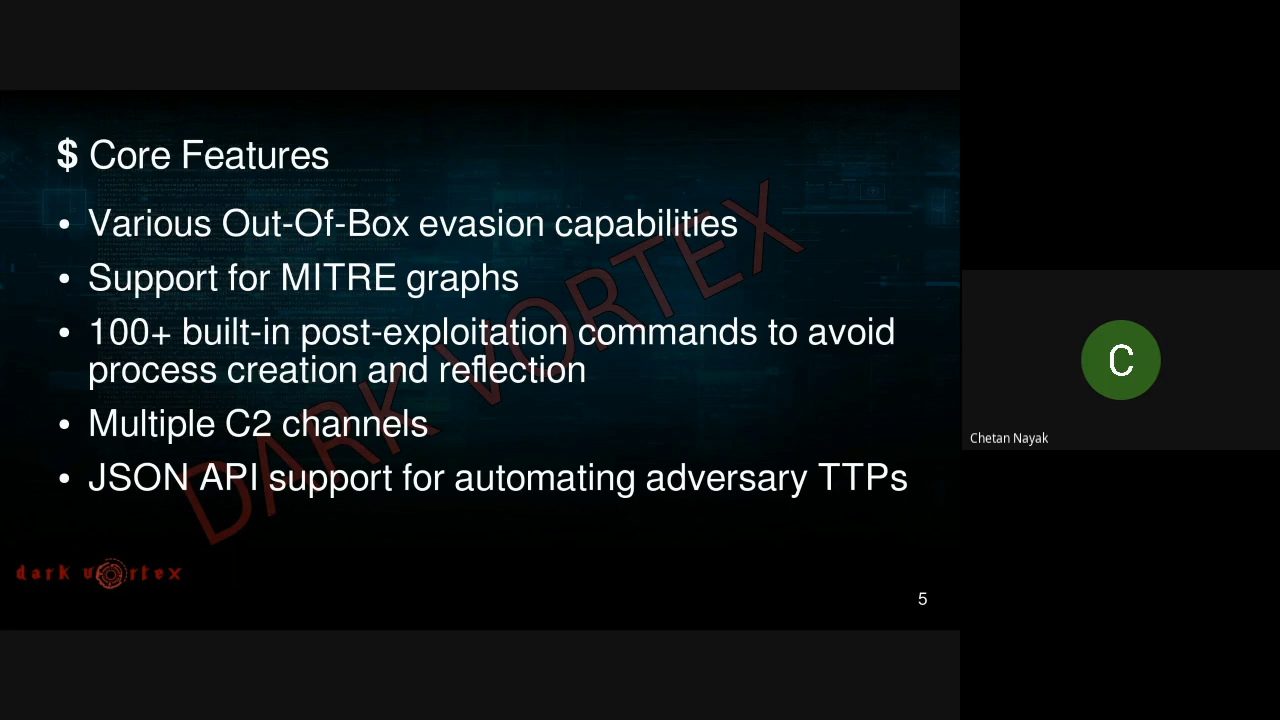 $ Core Features
• Various Out-Of-Box evasion capabilities
• Support for MITRE graphs
• 100+ built-in post-exploitation commands to avoid
process creation and reflection
• Multiple C2 channels
• JSON API support for automating adversary TTPs
DARK VORTEX
dark vortex
5
C
Chetan Nayak